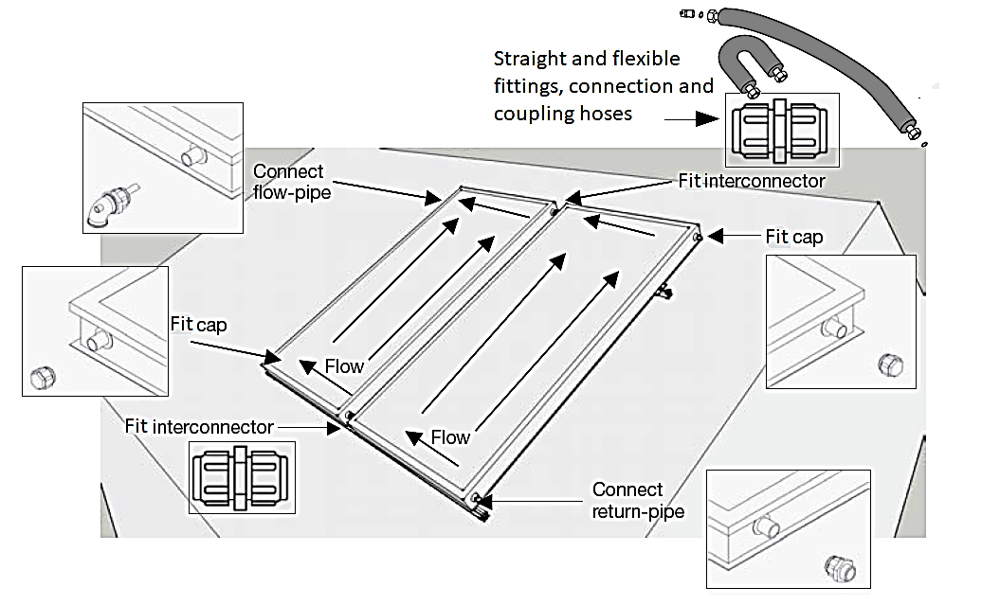 Straight and flexible
fittings, connection and
coupling hoses
Connect
flow-pipe
Fit interconnector
Fit cap
Fit cap
Flow
Fit interconnector
Flow
Connect
return-pipe